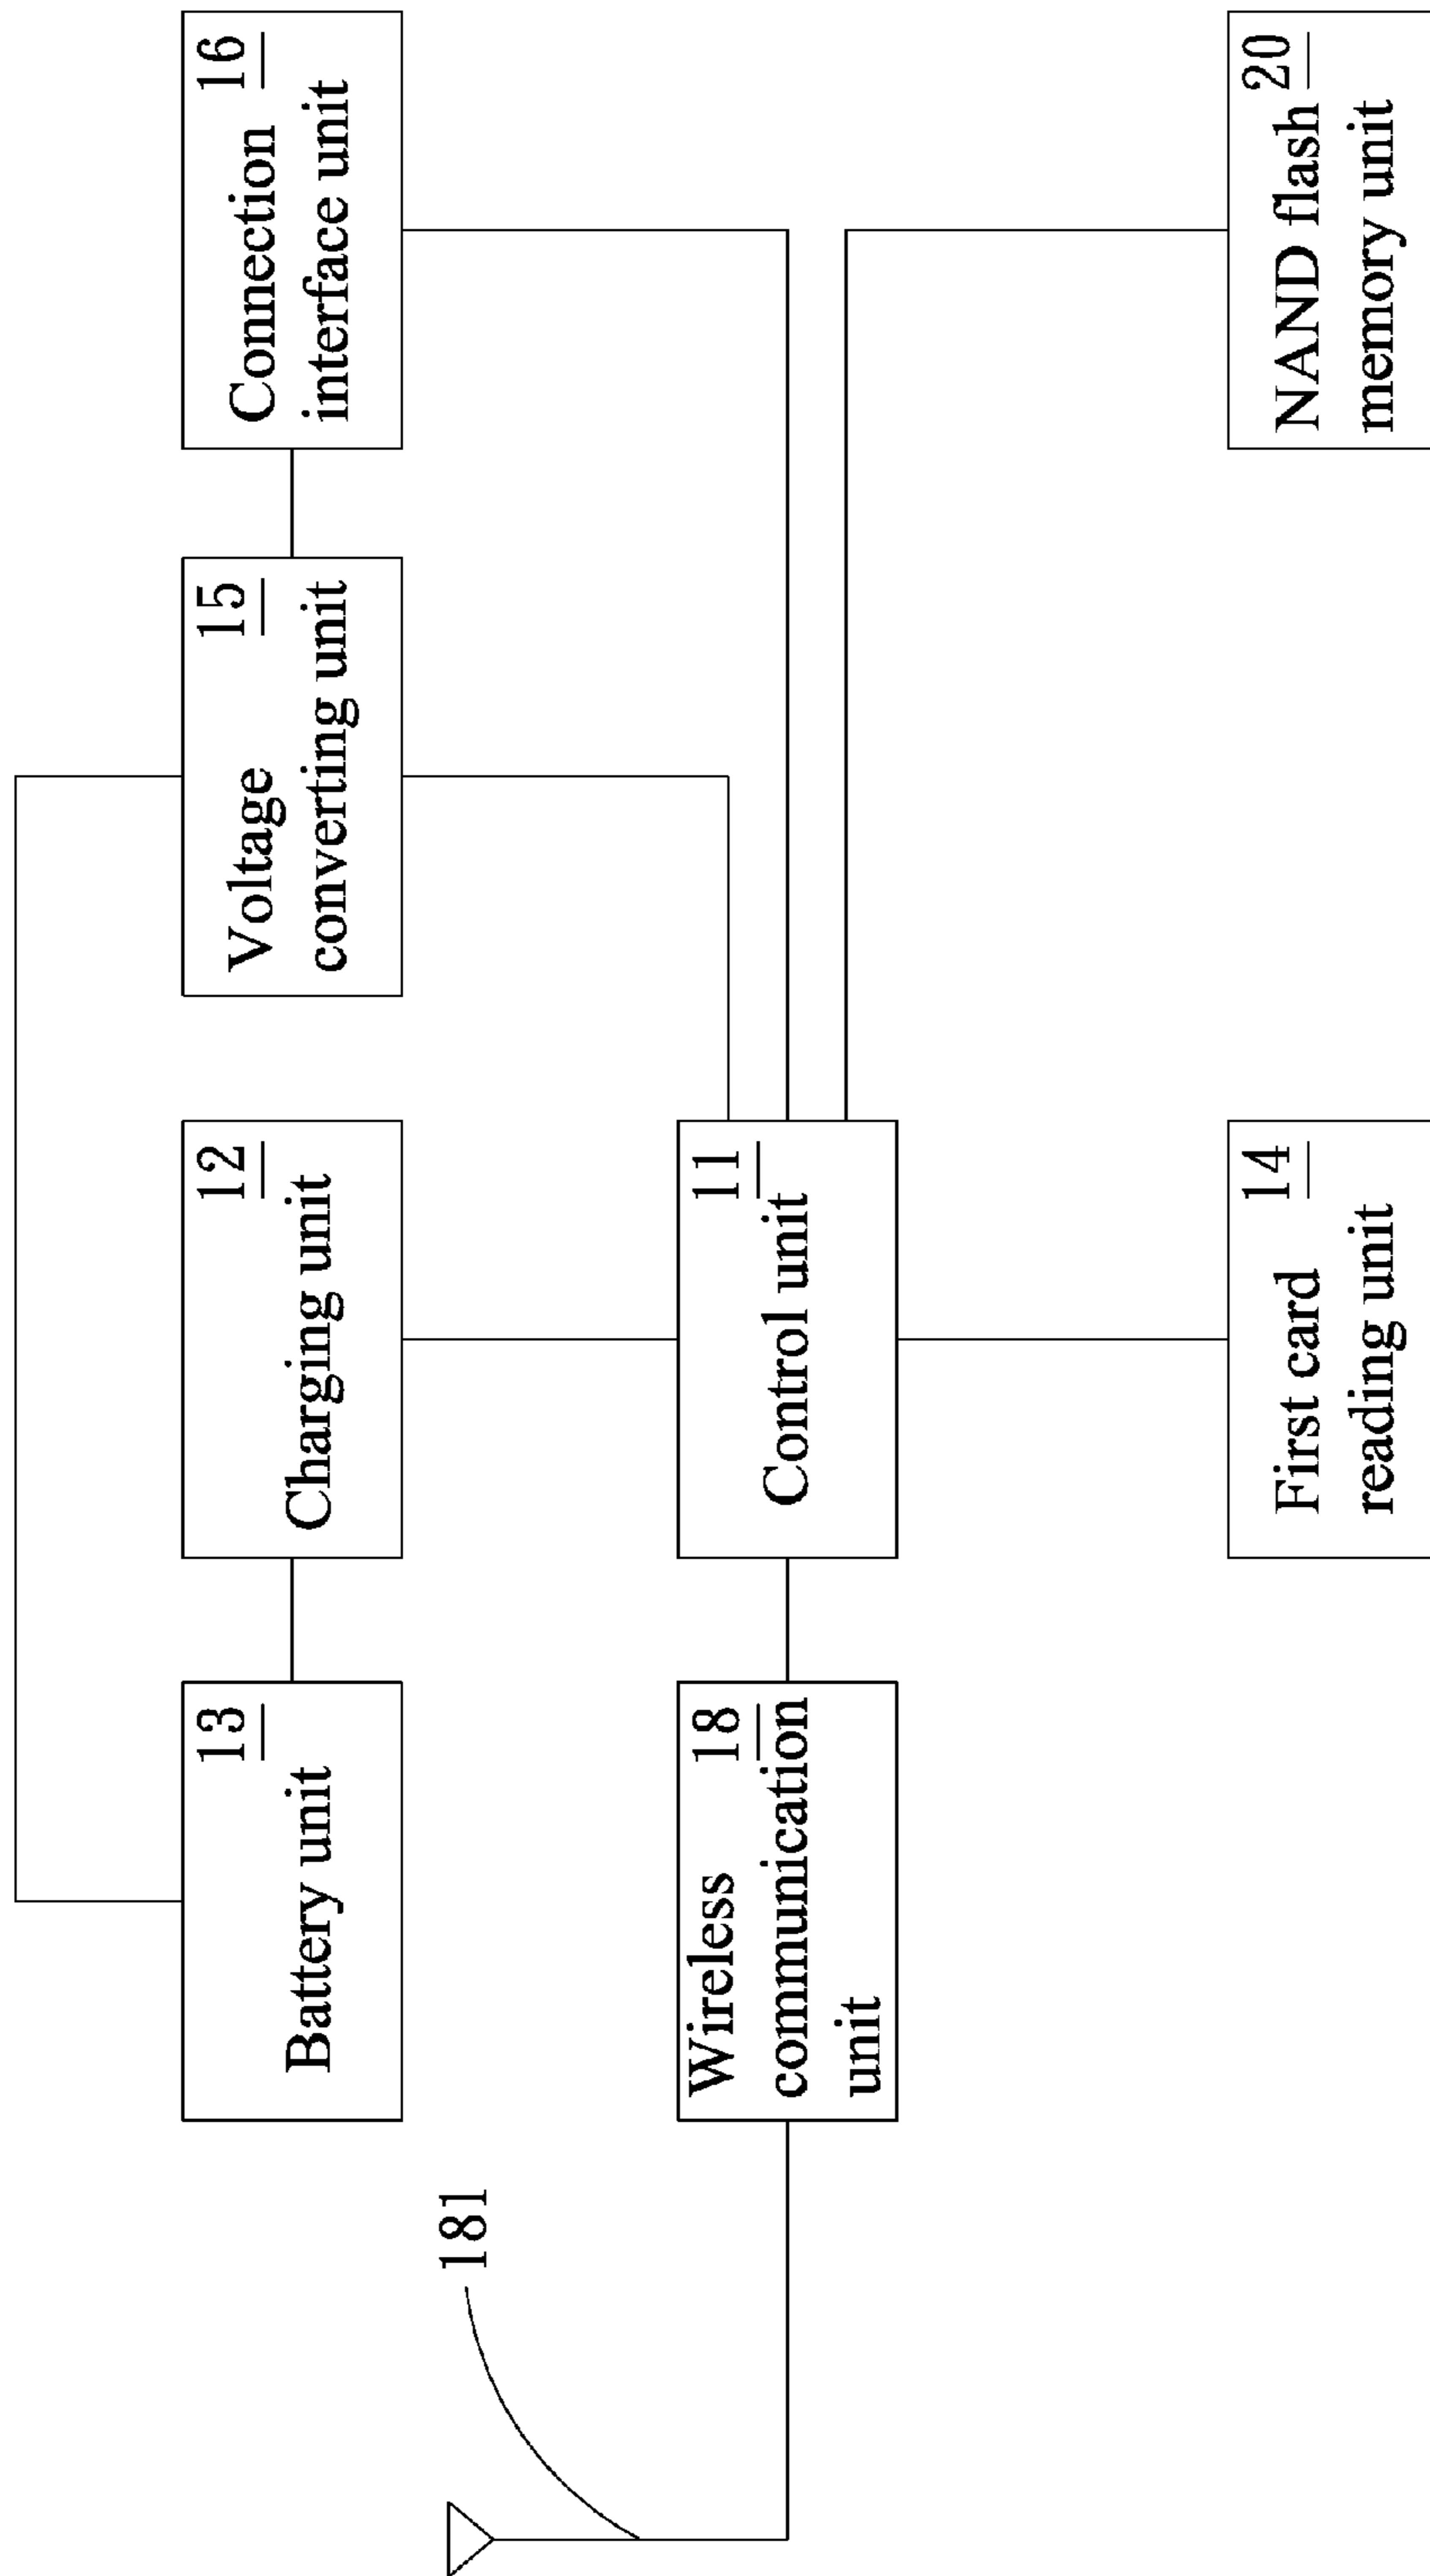 13
Battery unit
12
Charging unit
15
Voltage
converting unit
16
Connection
interface unit
181
Wireless 18
communication
unit
11
Control unit
14
First card
reading unit
20
NAND flash
memory unit